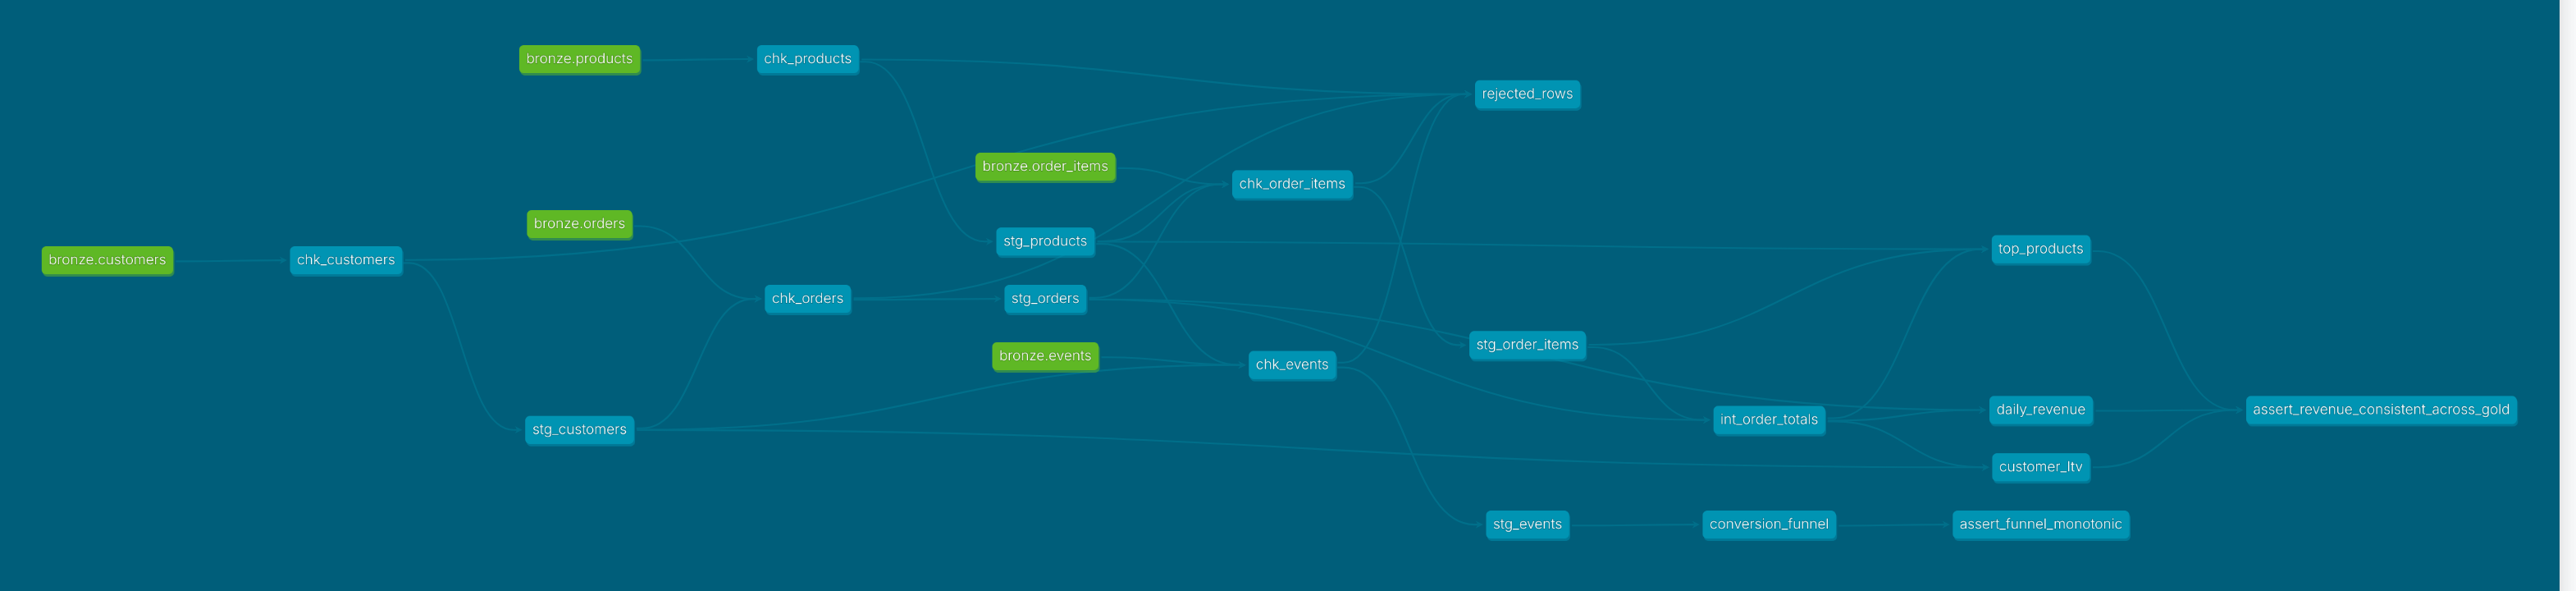 bronze.products
chk_products
rejected_rows
bronze.order_items
chk_order_items
bronze.orders
stg_products
top_products
bronze.customers
chk_customers
chk_orders
stg_orders
stg_order_items
bronze.events
chk_events
daily_revenue
assert_revenue_consistent_across_gold
int_order_totals
stg_customers
customer_ltv
stg_events
conversion_funnel
assert_funnel_monotonic